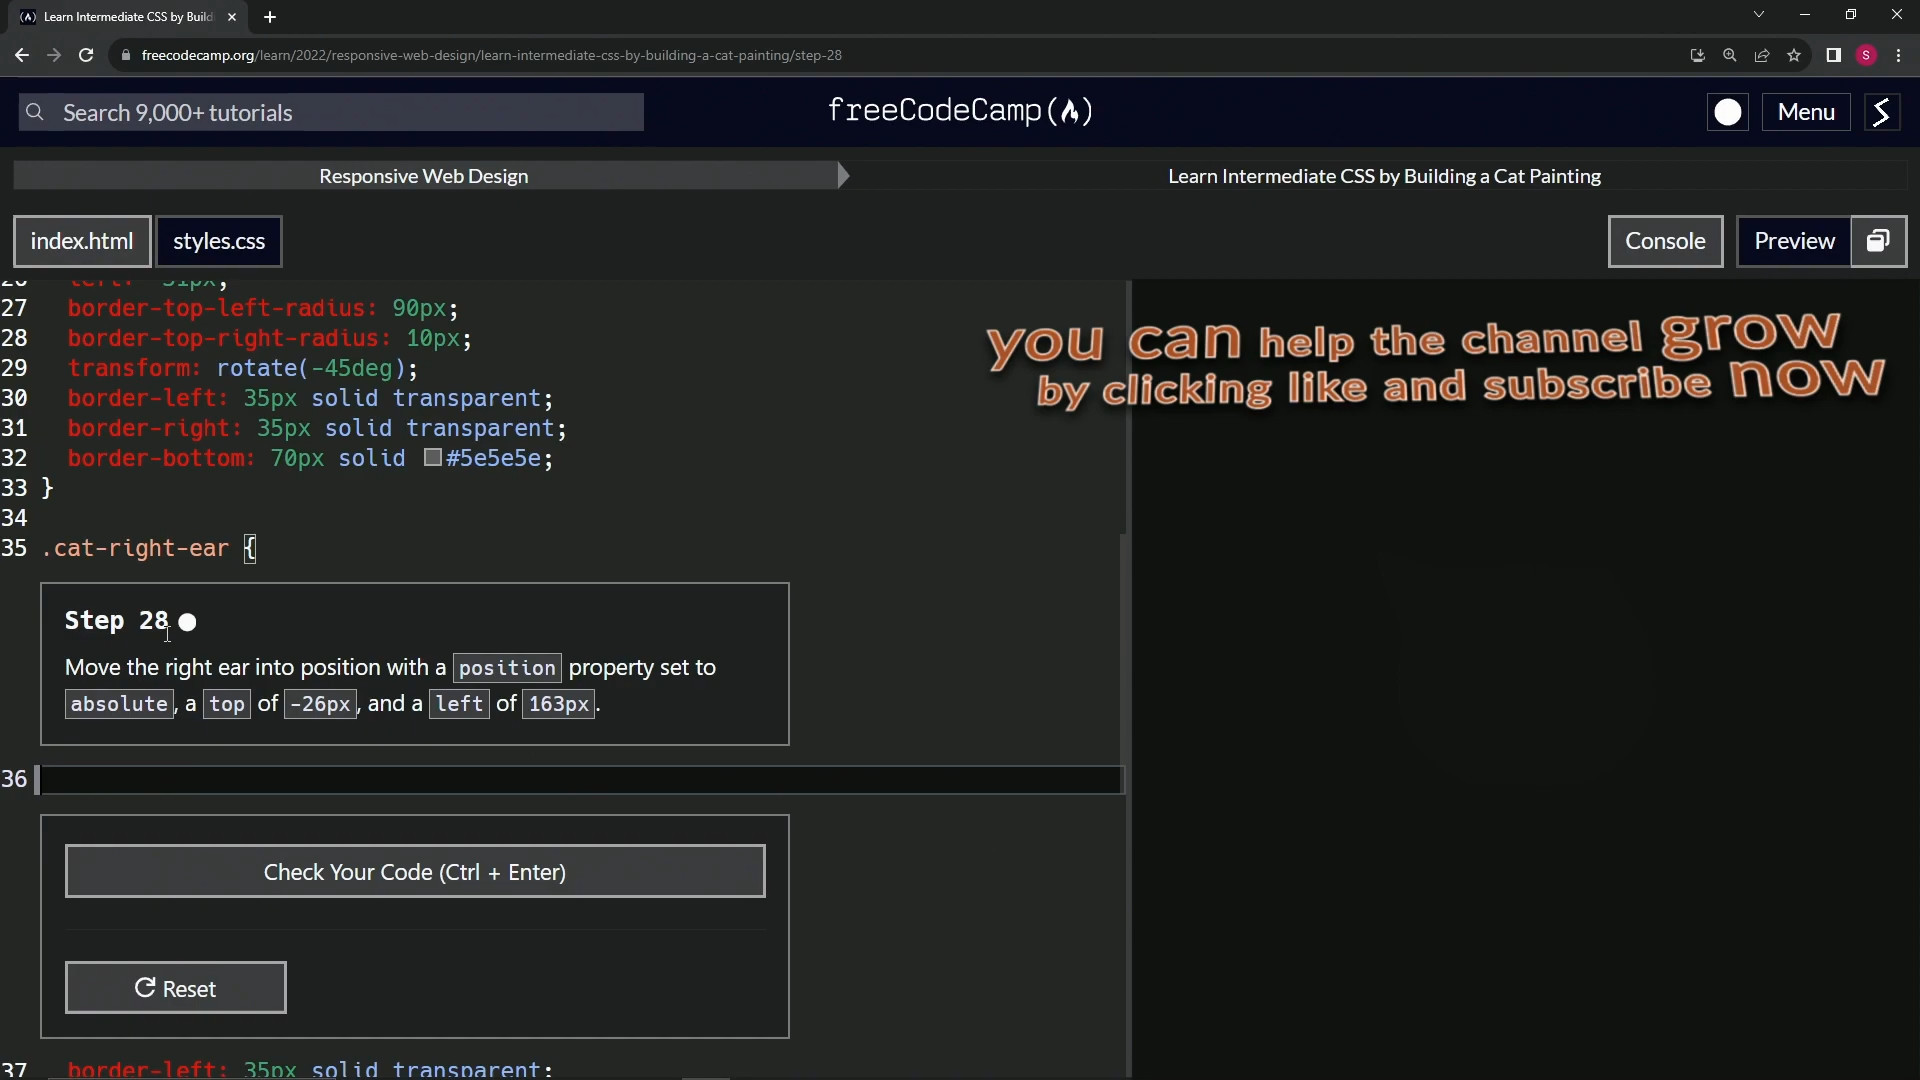 Learn Intermediate CSS by Build
freecodecamp.org/learn/2022/responsive-web-design/learn-intermediate-css-by-building-a-cat-painting/step-28
S
Search 9,000+ tutorials
freeCodeCamp
Menu
Responsive Web Design
Learn Intermediate CSS by Building a Cat Painting
index.html
styles.css
Console
Preview
27 border-top-left-radius: 90px;
28 border-top-right-radius: 10px;
29 transform: rotate(-45deg);
30 border-left: 35px solid transparent;
31 border-right: 35px solid transparent;
32 border-bottom: 70px solid #5e5e5e;
33 }
34
35 .cat-right-ear {
you can help the channel grow
by clicking like and subscribe now
Step 28
Move the right ear into position with a position property set to
absolute, a top of -26px, and a left of 163px.
36
Check Your Code (Ctrl + Enter)
Reset
37 border-left: 35px solid transparent;